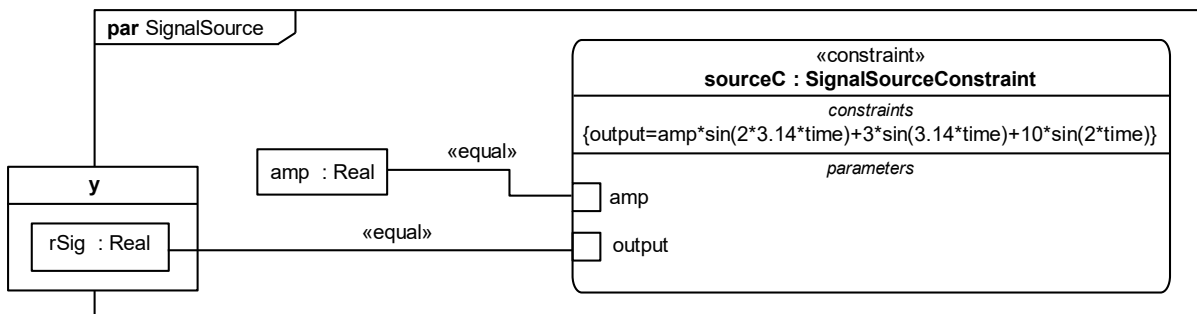 par SignalSource
«constraint»
sourceC : SignalSourceConstraint
constraints
{output=amp*sin(2*3.14*time)+3*sin(3.14*time)+10*sin(2*time)}
parameters
«equal»
amp : Real
amp
y
rSig : Real
«equal»
output